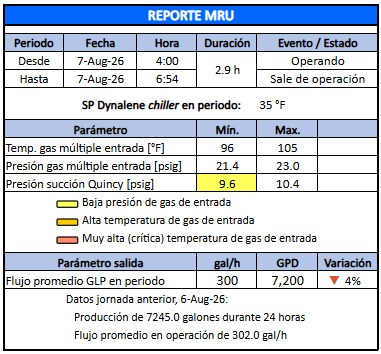 REPORTE MRU
Periodo Fecha Hora Duración Evento / Estado
Desde 7-Aug-26 4:00 2.9 h Operando
Hasta 7-Aug-26 6:54 Sale de operación
SP Dynalene chiller en periodo: 35 °F
Parámetro Mín. Max.
Temp. gas múltiple entrada [°F] 96 105
Presión gas múltiple entrada [psig] 21.4 23.0
Presión succión Quincy [psig] 9.6 10.4
Baja presión de gas de entrada
Alta temperatura de gas de entrada
Muy alta (crítica) temperatura de gas de entrada
Parámetro salida gal/h GPD Variación
Flujo promedio GLP en periodo 300 7,200 ▼ 4%
Datos jornada anterior, 6-Aug-26:
Producción de 7245.0 galones durante 24 horas
Flujo promedio en operación de 302.0 gal/h